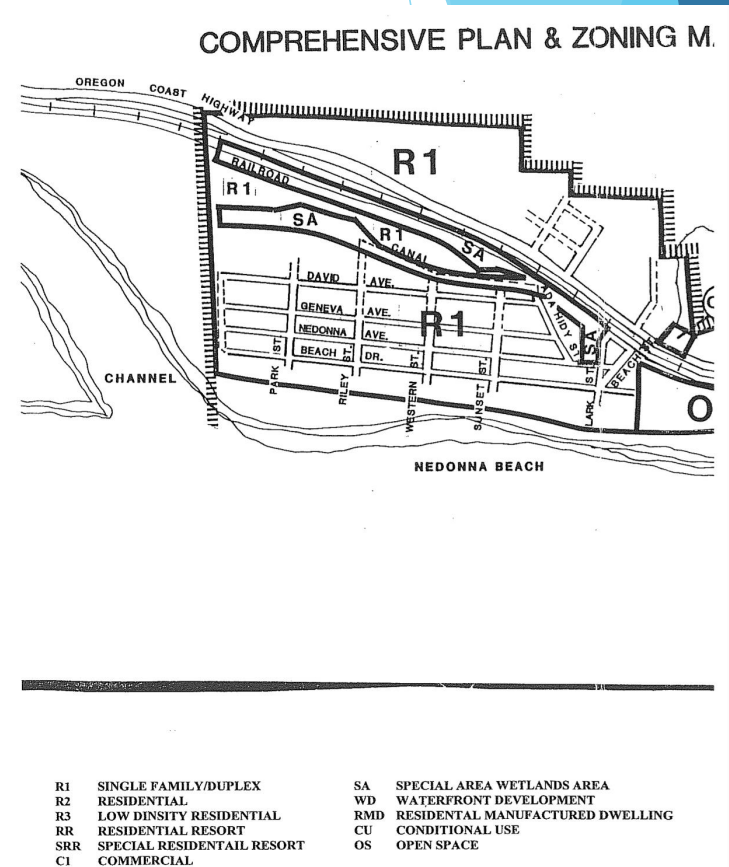 COMPREHENSIVE PLAN & ZONING M
OREGON COAST HIGHWAY
R1
RAILROAD
R1
SA
R1
SA
CANAL
DAVID AVE.
GENEVA AVE.
R1
NEDONNA AVE.
BEACH DR.
SA
BEACH
CHANNEL
PARK ST.
RILEY ST.
WESTERN ST.
SUNSET ST.
LARK ST.
O
NEDONNA BEACH
R1 SINGLE FAMILY/DUPLEX
R2 RESIDENTIAL
R3 LOW DINSITY RESIDENTIAL
RR RESIDENTIAL RESORT
SRR SPECIAL RESIDENTAIL RESORT
C1 COMMERCIAL
SA SPECIAL AREA WETLANDS AREA
WD WATERFRONT DEVELOPMENT
RMD RESIDENTAL MANUFACTURED DWELLING
CU CONDITIONAL USE
OS OPEN SPACE